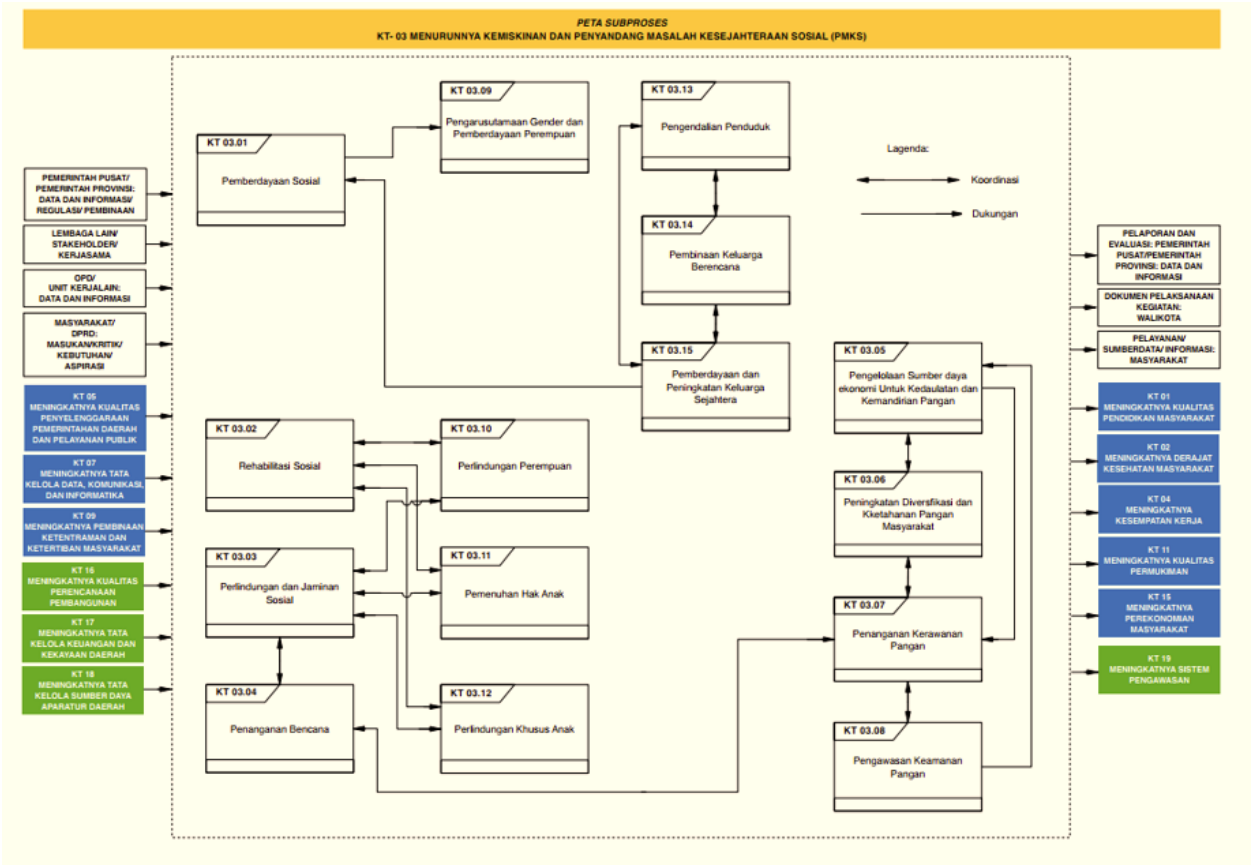 PETA SUBPROSES
KT- 03 MENURUNNYA KEMISKINAN DAN PENYANDANG MASALAH KESEJAHTERAAN SOSIAL (PMKS)
PEMERINTAH PUSAT/
PEMERINTAH PROVINSI:
DATA DAN INFORMASI/
REGULASI/ PEMBINAAN
LEMBAGA LAIN/
STAKEHOLDER/
KERJASAMA
OPD/
UNIT KERJALAIN:
DATA DAN INFORMASI
MASYARAKAT/
DPRD:
MASUKAN/KRITIK/
KEBUTUHAN/
ASPIRASI
KT 05
MENINGKATNYA KUALITAS
PENYELENGGARAAN
PEMERINTAHAN DAERAH
DAN PELAYANAN PUBLIK
KT 07
MENINGKATNYA TATA
KELOLA DATA, KOMUNIKASI,
DAN INFORMATIKA
KT 09
MENINGKATNYA PEMBINAAN
KETENTRAMAN DAN
KETERTIBAN MASYARAKAT
KT 16
MENINGKATNYA KUALITAS
PERENCANAAN
PEMBANGUNAN
KT 17
MENINGKATNYA TATA
KELOLA KEUANGAN DAN
KEKAYAAN DAERAH
KT 18
MENINGKATNYA TATA
KELOLA SUMBER DAYA
APARATUR DAERAH
KT 03.01
Pemberdayaan Sosial
KT 03.09
Pengarusutamaan Gender dan
Pemberdayaan Perempuan
KT 03.13
Pengendalian Penduduk
KT 03.14
Pembinaan Keluarga
Berencana
KT 03.15
Pemberdayaan dan
Peningkatan Keluarga
Sejahtera
Lagenda:
Koordinasi
Dukungan
KT 03.02
Rehabilitasi Sosial
KT 03.10
Perlindungan Perempuan
KT 03.03
Perlindungan dan Jaminan
Sosial
KT 03.11
Pemenuhan Hak Anak
KT 03.04
Penanganan Bencana
KT 03.12
Perlindungan Khusus Anak
KT 03.05
Pengelolaan Sumber daya
ekonomi Untuk Kedaulatan dan
Kemandirian Pangan
KT 03.06
Peningkatan Diversfikasi dan
Kketahanan Pangan
Masyarakat
KT 03.07
Penanganan Kerawanan
Pangan
KT 03.08
Pengawasan Keamanan
Pangan
PELAPORAN DAN
EVALUASI: PEMERINTAH
PUSAT/PEMERINTAH
PROVINSI: DATA DAN
INFORMASI
DOKUMEN PELAKSANAAN
KEGIATAN:
WALIKOTA
PELAYANAN/
SUMBERDATA/ INFORMASI:
MASYARAKAT
KT 01
MENINGKATNYA KUALITAS
PENDIDIKAN MASYARAKAT
KT 02
MENINGKATNYA DERAJAT
KESEHATAN MASYARAKAT
KT 04
MENINGKATNYA
KESEMPATAN KERJA
KT 11
MENINGKATNYA KUALITAS
PERMUKIMAN
KT 15
MENINGKATNYA
PEREKONOMIAN
MASYARAKAT
KT 19
MENINGKATNYA SISTEM
PENGAWASAN